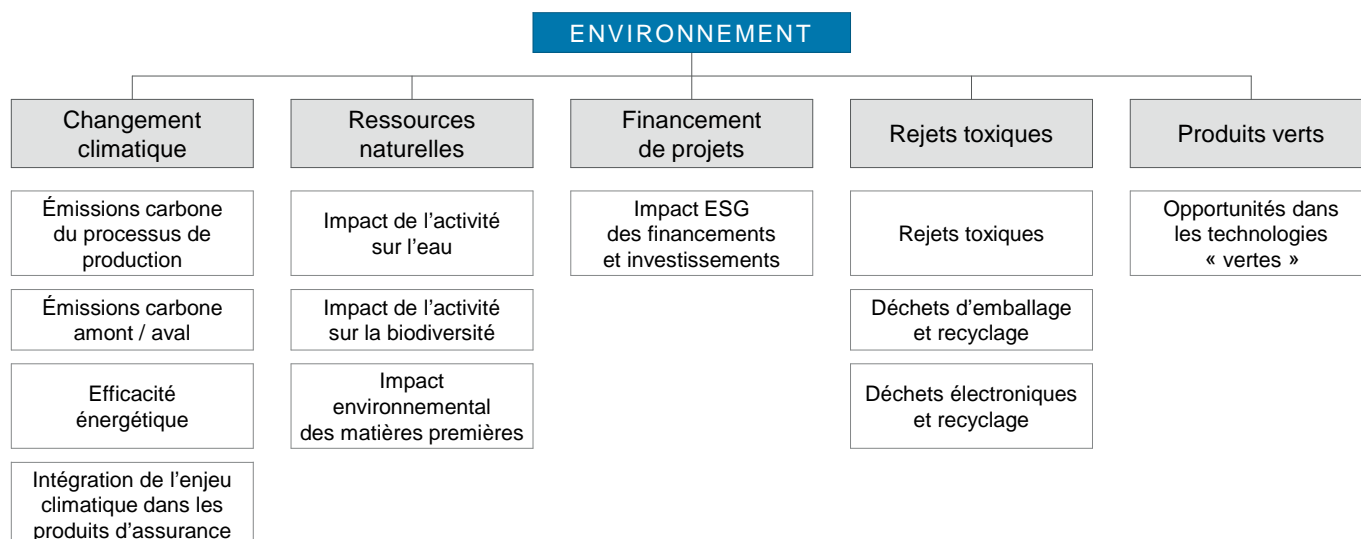 ENVIRONNEMENT
Changement
climatique
Ressources
naturelles
Financement
de projets
Rejets toxiques
Produits verts
Émissions carbone
du processus de
production
Impact de l’activité
sur l’eau
Impact ESG
des financements
et investissements
Rejets toxiques
Opportunités dans
les technologies
« vertes »
Émissions carbone
amont / aval
Impact de l’activité
sur la biodiversité
Déchets d’emballage
et recyclage
Efficacité
énergétique
Impact
environnemental
des matières premières
Déchets électroniques
et recyclage
Intégration de l’enjeu
climatique dans les
produits d’assurance